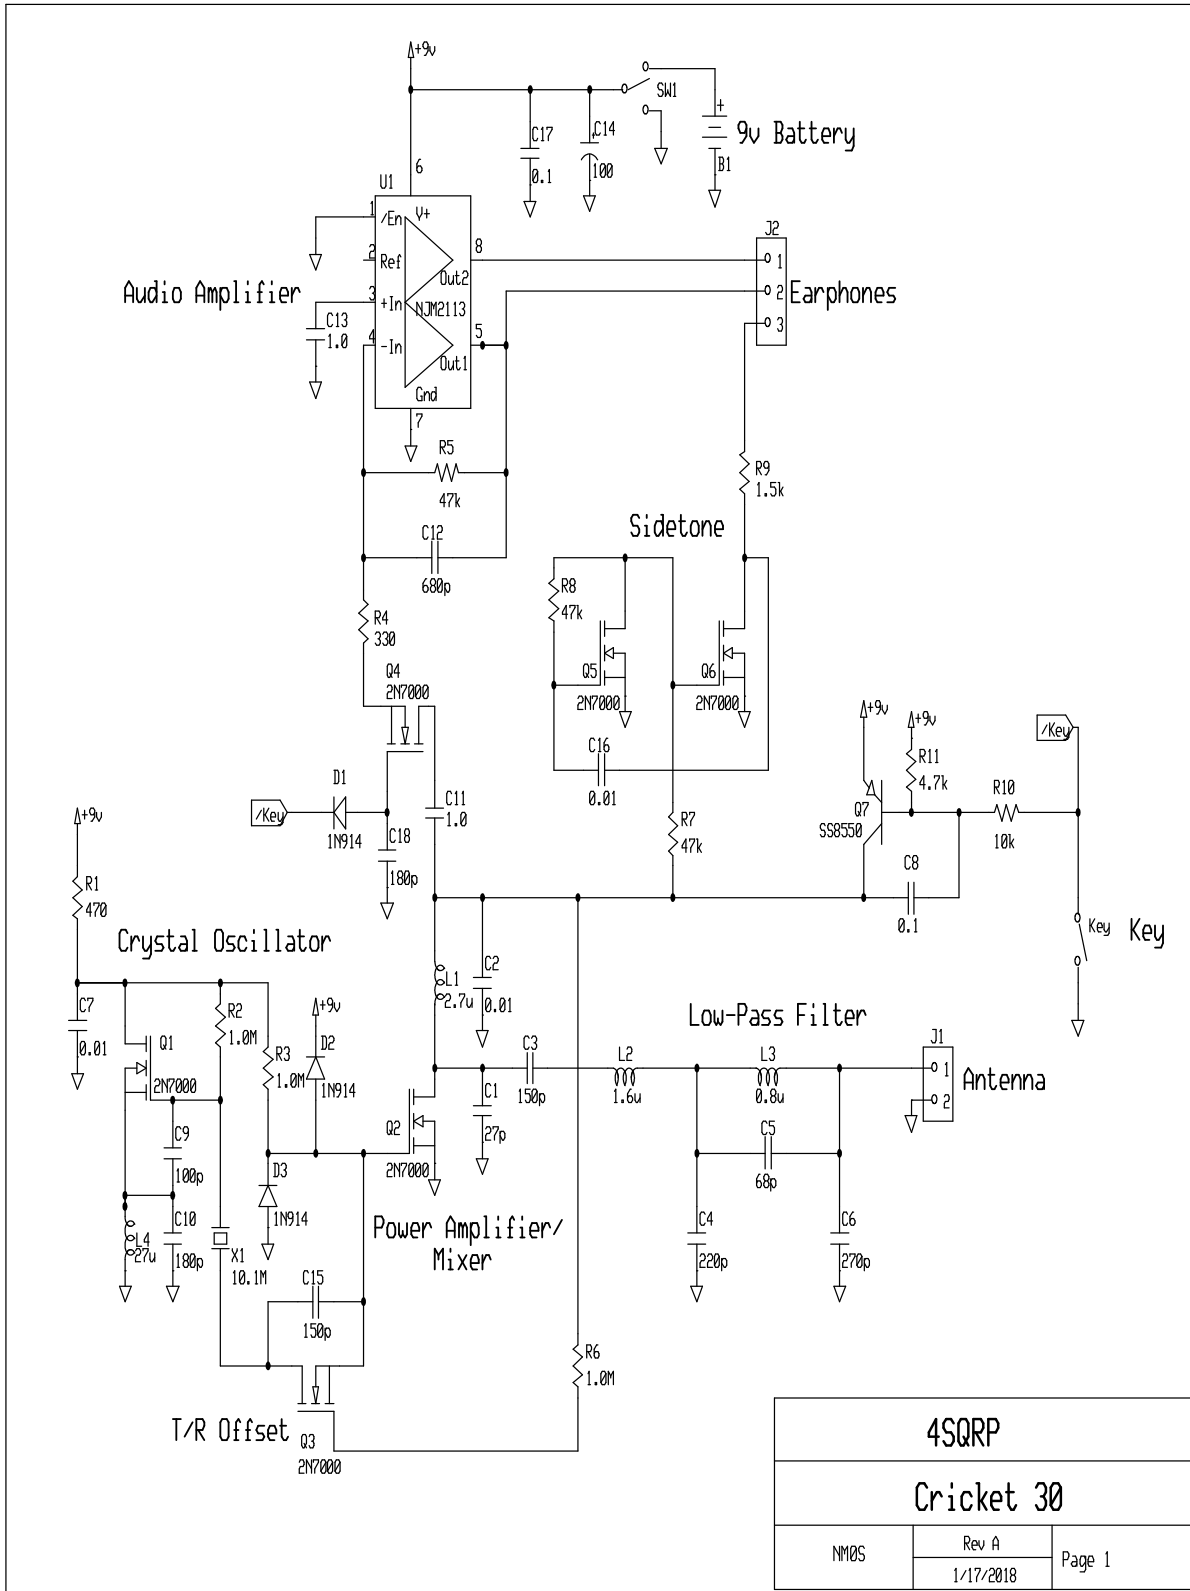 +9v
SW1
C17
0.1
C14
100
+
9v Battery
B1
6
U1
1
/En
V+
2
Ref
8
Out2
Audio Amplifier
3
+In
NJM2113
C13
1.0
4
-In
5
Out1
Gnd
7
J2
1
2
3
Earphones
R5
47k
R9
1.5k
C12
680p
Sidetone
R8
47k
R4
330
Q5
2N7000
Q6
2N7000
Q4
2N7000
C16
0.01
+9v
+9v
/Key
R11
4.7k
R10
10k
Q7
SS8550
D1
/Key
1N914
C11
1.0
C18
180p
R7
47k
C8
0.1
+9v
R1
470
Key
Key
Crystal Oscillator
L1
2.7u
C2
0.01
C7
0.01
Q1
2N7000
R2
1.0M
R3
1.0M
+9v
D2
1N914
Low-Pass Filter
C3
150p
L2
1.6u
L3
0.8u
J1
1
2
Antenna
C1
27p
Q2
2N7000
C5
68p
C9
100p
D3
1N914
C10
180p
L4
27u
X1
10.1M
Power Amplifier/
Mixer
C4
220p
C6
270p
C15
150p
R6
1.0M
T/R Offset
Q3
2N7000
4SQRP
Cricket 30
NM0S
Rev A
1/17/2018
Page 1